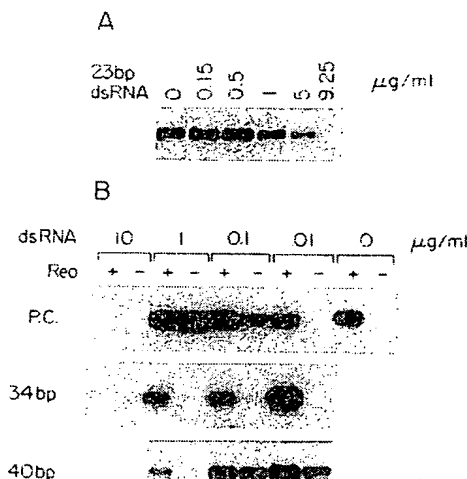 A
23bp dsRNA 0 0.15 0.5 1 5 9.25 μg/ml
B
dsRNA 10 1 0.1 .01 0 μg/ml
Reo + - + - + - + - + -
P.C.
34bp
40bp